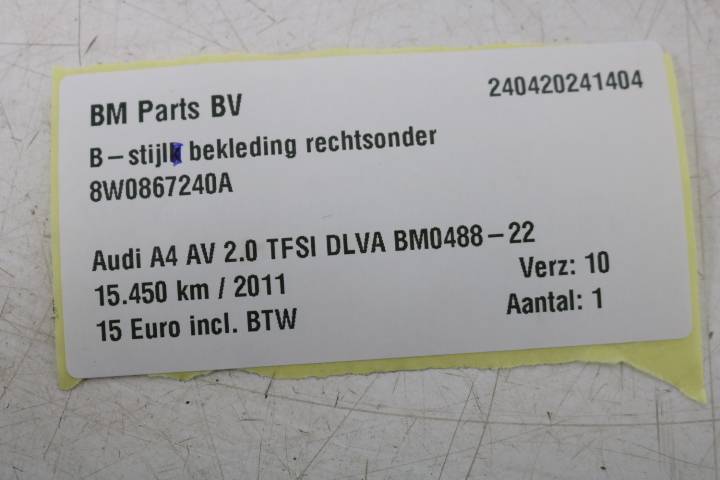 BM Parts BV
240420241404
B-stijlk bekleding rechtsonder
8W0867240A
Audi A4 AV 2.0 TFSI DLVA BM0488-22
15.450 km / 2011
Verz: 10
15 Euro incl. BTW
Aantal: 1